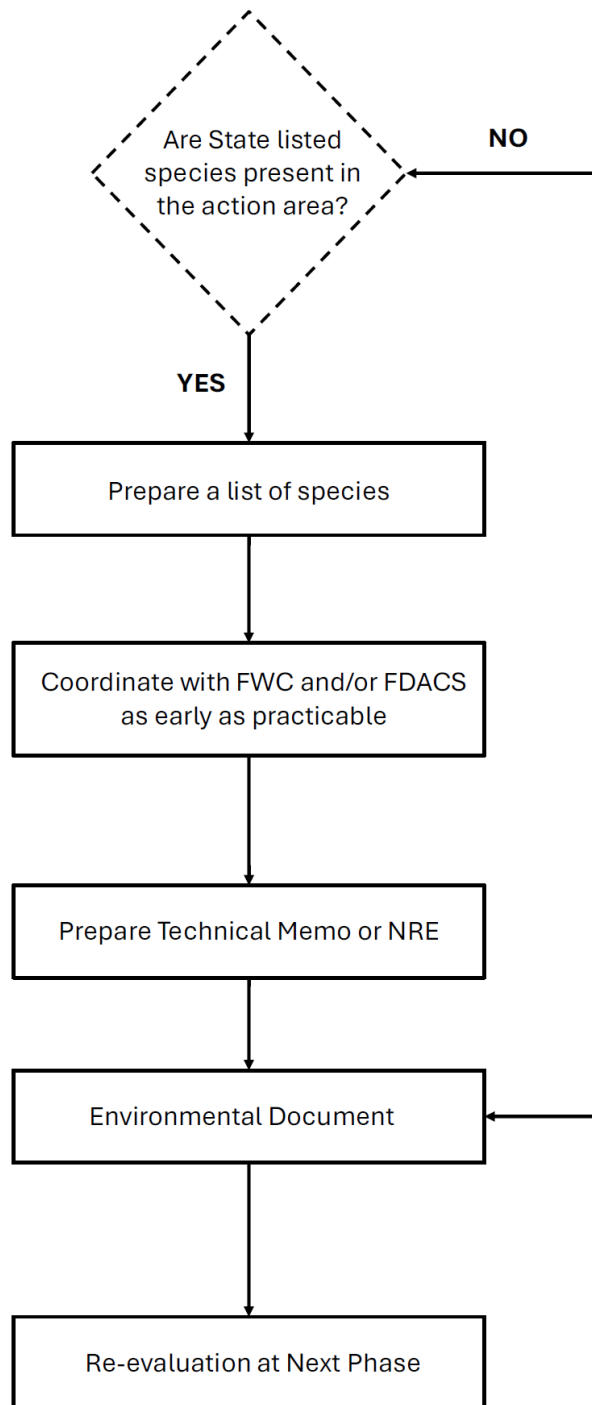 Are State listed
species present in
the action area?
NO
YES
Prepare a list of species
Coordinate with FWC and/or FDACS
as early as practicable
Prepare Technical Memo or NRE
Environmental Document
Re-evaluation at Next Phase